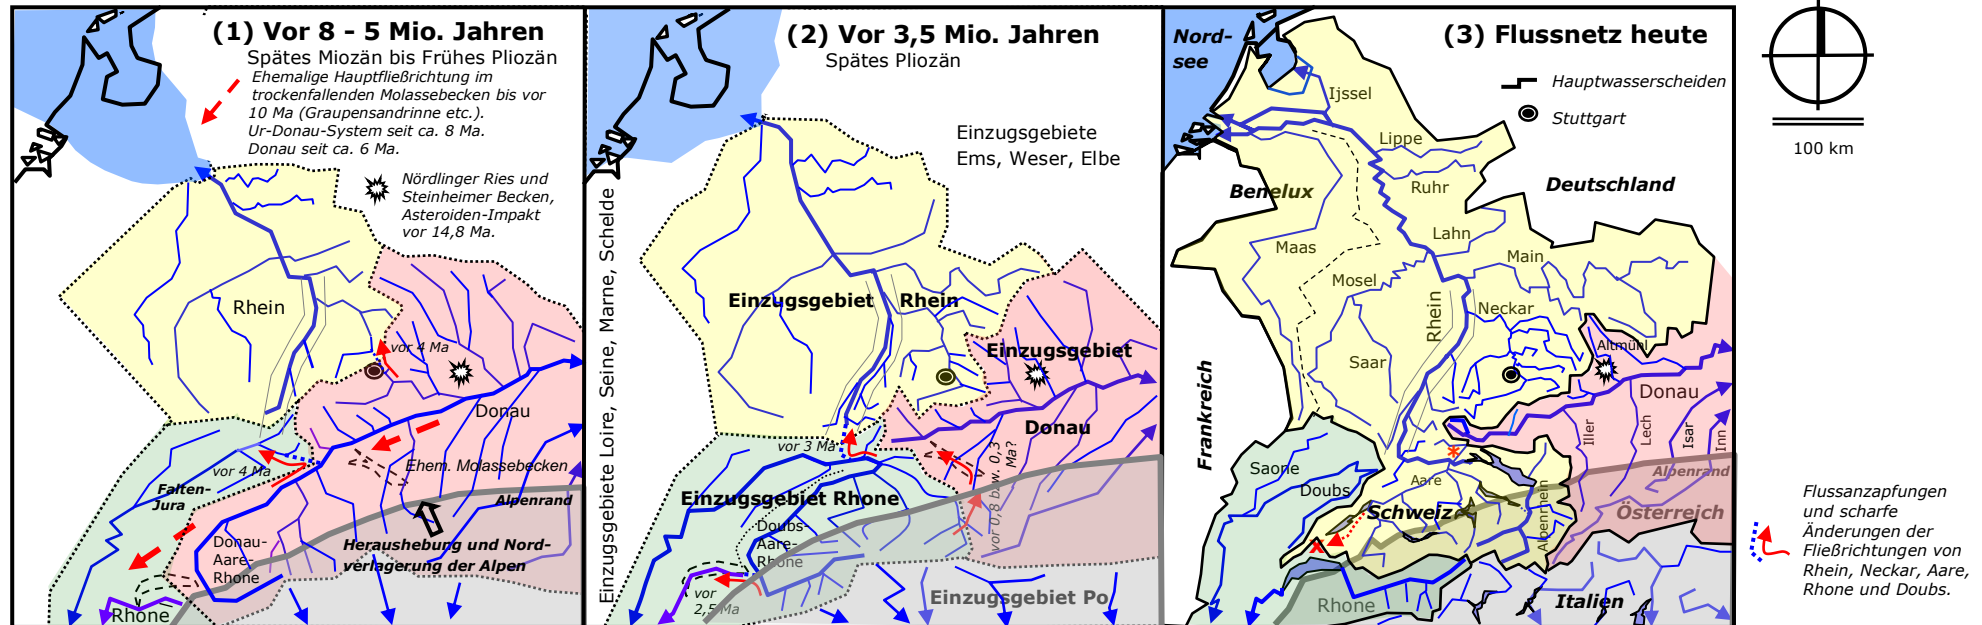 (1) Vor 8 - 5 Mio. Jahren
Spätes Miozän bis Frühes Pliozän
Ehemalige Hauptfließrichtung im
trockenfallenden Molassebecken bis vor
10 Ma (Graupensandrinne etc.).
Ur-Donau-System seit ca. 8 Ma.
Donau seit ca. 6 Ma.
Nördlinger Ries und
Steinheimer Becken,
Asteroiden-Impakt
vor 14,8 Ma.
Rhein
vor 4 Ma
Donau
vor 4 Ma
Ehem. Molassebecken
Falten-
Jura
Alpenrand
Donau-
Aare-
Rhone
Heraushebung und Nord-
verlagerung der Alpen
Rhone
(2) Vor 3,5 Mio. Jahren
Spätes Pliozän
Einzugsgebiete
Ems, Weser, Elbe
Einzugsgebiete Loire, Seine, Marne, Schelde
Einzugsgebiet Rhein
Einzugsgebiet
Donau
vor 3 Ma
vor 0,8 bzw. 0,3
Ma?
Einzugsgebiet Rhone
Doubs-
Aare-
Rhone
vor
2,5 Ma
Einzugsgebiet Po
(3) Flussnetz heute
Nord-
see
Hauptwasserscheiden
Stuttgart
Ijssel
Lippe
Ruhr
Benelux
Deutschland
Lahn
Maas
Main
Mosel
Rhein
Neckar
Saar
Altmühl
Donau
Frankreich
Iller
Lech
Isar
Inn
Saone
Doubs
Aare
Alpenrand
Schweiz
Alpenrhein
Österreich
Rhone
Italien
100 km
Flussanzapfungen
und scharfe
Änderungen der
Fließrichtungen von
Rhein, Neckar, Aare,
Rhone und Doubs.